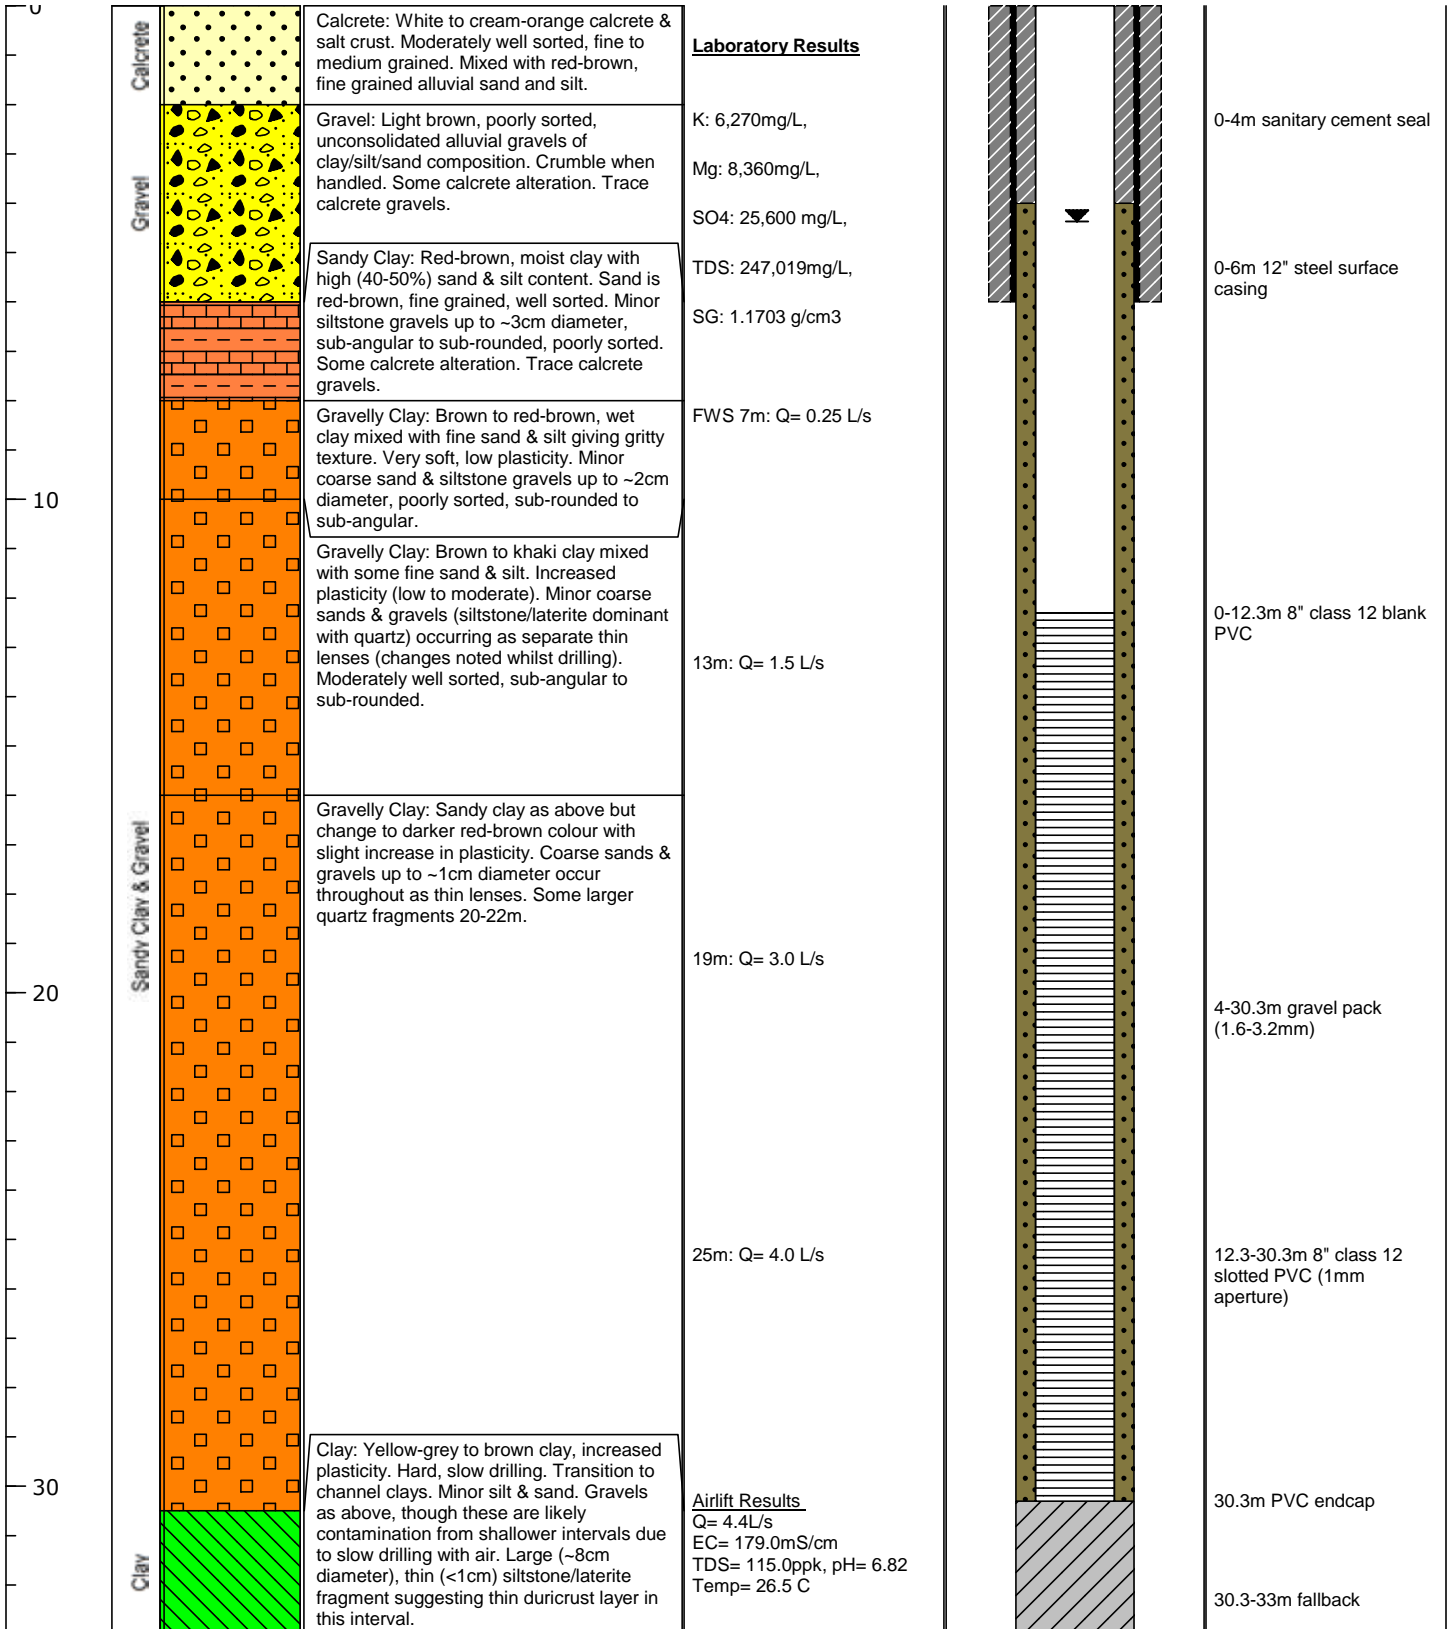 0
10
20
30
Calcrete
Gravel
Sandy Clay & Gravel
Clay
Calcrete: White to cream-orange calcrete &
salt crust. Moderately well sorted, fine to
medium grained. Mixed with red-brown,
fine grained alluvial sand and silt.
Gravel: Light brown, poorly sorted,
unconsolidated alluvial gravels of
clay/silt/sand composition. Crumble when
handled. Some calcrete alteration. Trace
calcrete gravels.
Sandy Clay: Red-brown, moist clay with
high (40-50%) sand & silt content. Sand is
red-brown, fine grained, well sorted. Minor
siltstone gravels up to ~3cm diameter,
sub-angular to sub-rounded, poorly sorted.
Some calcrete alteration. Trace calcrete
gravels.
Gravelly Clay: Brown to red-brown, wet
clay mixed with fine sand & silt giving gritty
texture. Very soft, low plasticity. Minor
coarse sand & siltstone gravels up to ~2cm
diameter, poorly sorted, sub-rounded to
sub-angular.
Gravelly Clay: Brown to khaki clay mixed
with some fine sand & silt. Increased
plasticity (low to moderate). Minor coarse
sands & gravels (siltstone/laterite dominant
with quartz) occurring as separate thin
lenses (changes noted whilst drilling).
Moderately well sorted, sub-angular to
sub-rounded.
Gravelly Clay: Sandy clay as above but
change to darker red-brown colour with
slight increase in plasticity. Coarse sands &
gravels up to ~1cm diameter occur
throughout as thin lenses. Some larger
quartz fragments 20-22m.
Clay: Yellow-grey to brown clay, increased
plasticity. Hard, slow drilling. Transition to
channel clays. Minor silt & sand. Gravels
as above, though these are likely
contamination from shallower intervals due
to slow drilling with air. Large (~8cm
diameter), thin (<1cm) siltstone/laterite
fragment suggesting thin duricrust layer in
this interval.
Laboratory Results
K: 6,270mg/L,
Mg: 8,360mg/L,
SO4: 25,600 mg/L,
TDS: 247,019mg/L,
SG: 1.1703 g/cm3
FWS 7m: Q= 0.25 L/s
13m: Q= 1.5 L/s
19m: Q= 3.0 L/s
25m: Q= 4.0 L/s
Airlift Results
Q= 4.4L/s
EC= 179.0mS/cm
TDS= 115.0ppk, pH= 6.82
Temp= 26.5 C
0-4m sanitary cement seal
0-6m 12" steel surface
casing
0-12.3m 8" class 12 blank
PVC
4-30.3m gravel pack
(1.6-3.2mm)
12.3-30.3m 8" class 12
slotted PVC (1mm
aperture)
30.3m PVC endcap
30.3-33m fallback